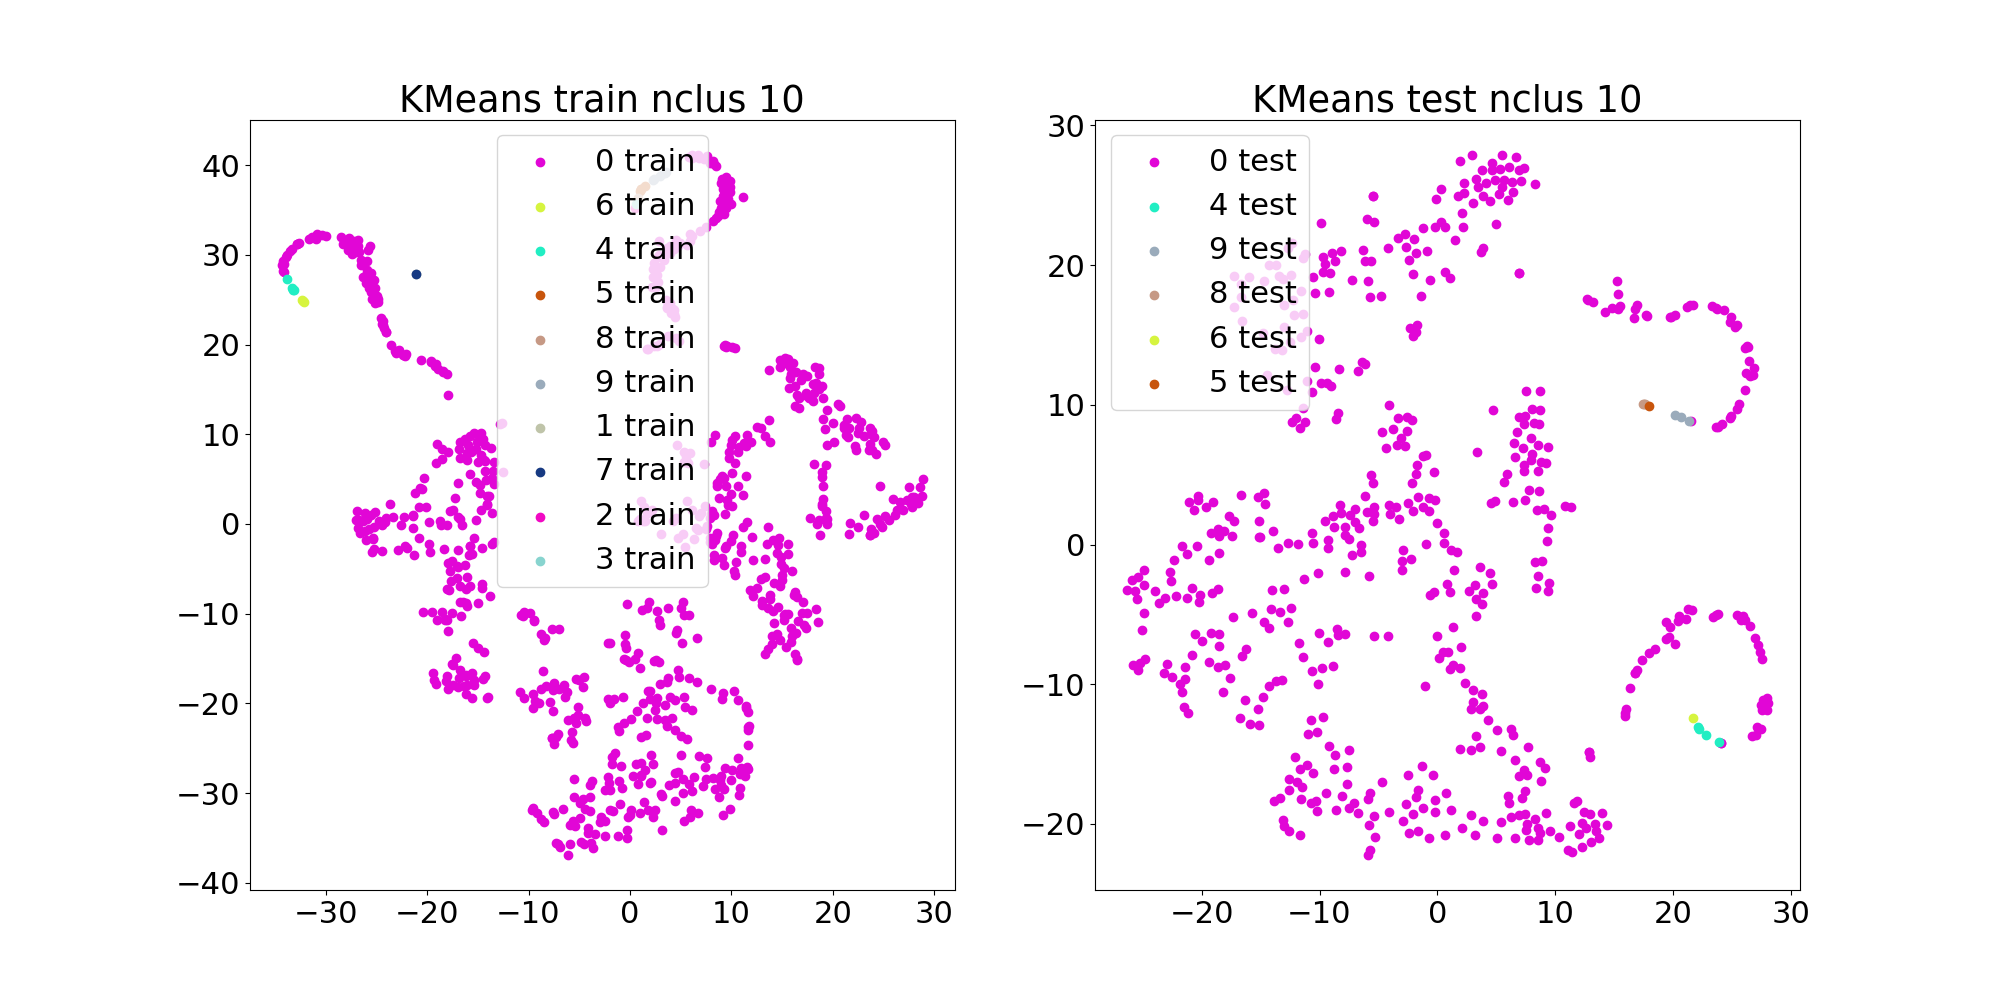 KMeans train nclus 10
40
30
20
10
0
−10
−20
−30
−40
−30
−20
−10
0
10
20
30
0 train
6 train
4 train
5 train
8 train
9 train
1 train
7 train
2 train
3 train
KMeans test nclus 10
30
20
10
0
−10
−20
−20
−10
0
10
20
30
0 test
4 test
9 test
8 test
6 test
5 test